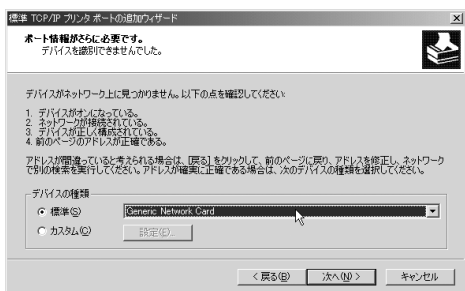 標準 TCP/IP プリンタ ポートの追加ウィザード
ポート情報がさらに必要です。
デバイスを識別できませんでした。
デバイスがネットワーク上に見つかりません。以下の点を確認してください:
1. デバイスがオンになっている。
2. ネットワークが接続されている。
3. デバイスが正しく構成されている。
4. 前のページのアドレスが正確である。
アドレスが間違っていると考えられる場合は、[戻る] をクリックして、前のページに戻り、アドレスを修正し、ネットワーク
で別の検索を実行してください。アドレスが確実に正確である場合は、次のデバイスの種類を選択してください。
デバイスの種類
標準(S)
Generic Network Card
カスタム(C)
設定(E)...
< 戻る(B)
次へ(N) >
キャンセル